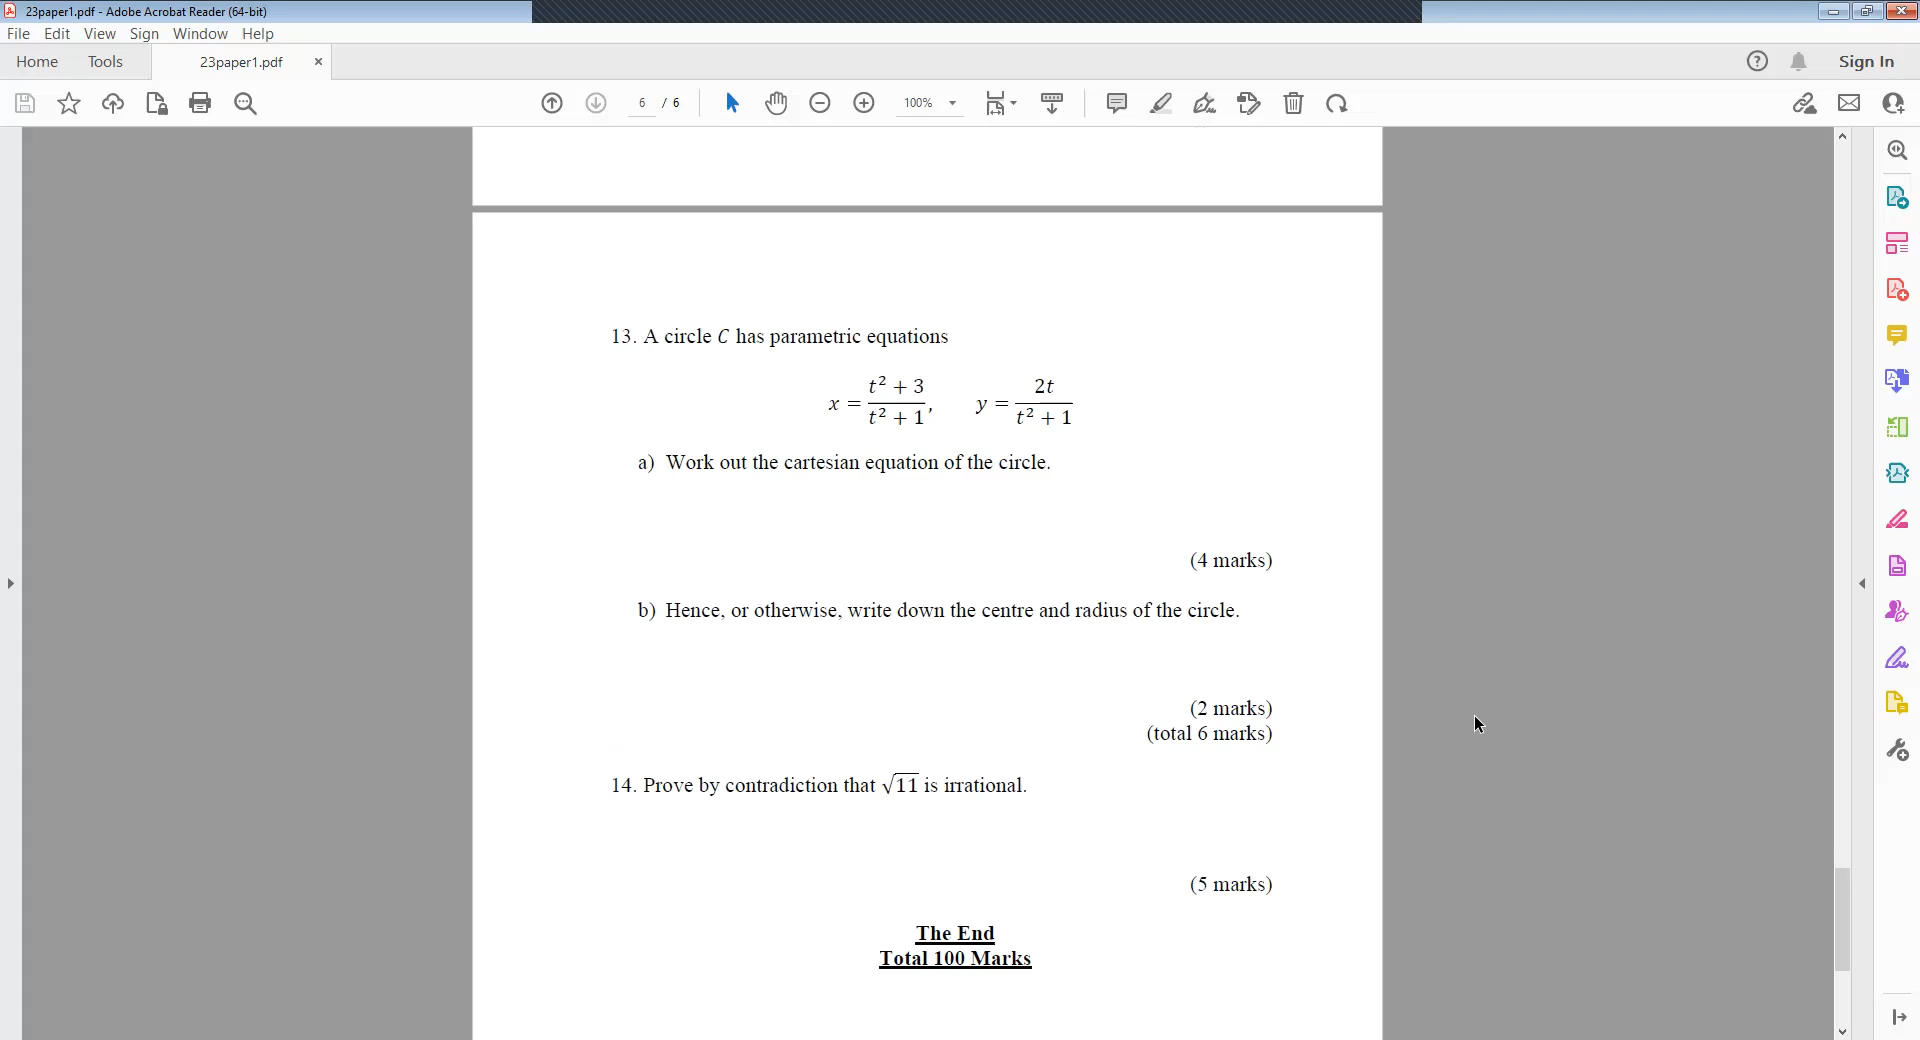 23paper1.pdf - Adobe Acrobat Reader (64-bit)
File Edit View Sign Window Help
Home Tools 23paper1.pdf × Sign In
6 / 6 100%
13. A circle C has parametric equations
x = (t² + 3)/(t² + 1), y = 2t/(t² + 1)
a) Work out the cartesian equation of the circle.
(4 marks)
b) Hence, or otherwise, write down the centre and radius of the circle.
(2 marks)
(total 6 marks)
14. Prove by contradiction that √11 is irrational.
(5 marks)
The End
Total 100 Marks